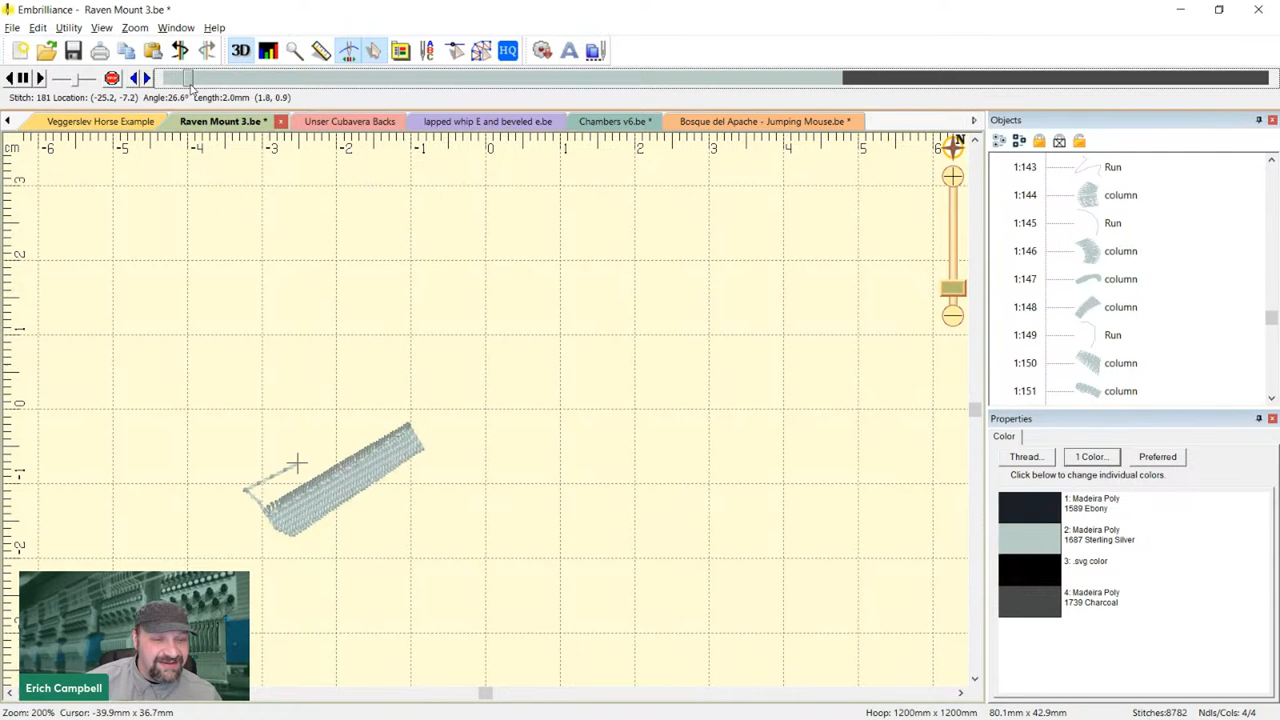 Embrilliance - Raven Mount 3.be *
File Edit Utility View Zoom Window Help
3D HQ A
Stitch: 181 Location: (-25.2, -7.2) Angle:26.6° Length:2.0mm (1.8, 0.9)
Veggerslev Horse Example Raven Mount 3.be * x Unser Cubavera Backs lapped whip E and beveled e.be Chambers v6.be * Bosque del Apache - Jumping Mouse.be *
cm -6 -5 -4 -3 -2 -1 0 1 2 3 4 5 6
N
3
2
1
0
-1
-2
Objects
1:143 Run
1:144 column
1:145 Run
1:146 column
1:147 column
1:148 column
1:149 Run
1:150 column
1:151 column
Properties
Color
Thread... 1 Color... Preferred
Click below to change individual colors.
1: Madeira Poly
1589 Ebony
2: Madeira Poly
1687 Sterling Silver
3: .svg color
4: Madeira Poly
1739 Charcoal
Erich Campbell
Zoom: 200% Cursor: -39.9mm x 36.7mm Hoop: 1200mm x 1200mm 80.1mm x 42.9mm Stitches:8782 Ndls/Cols: 4/4